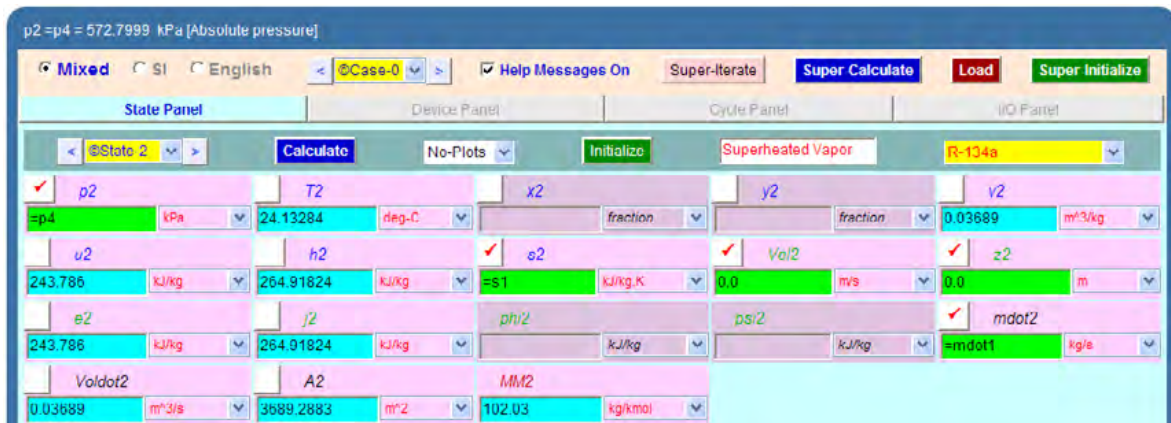 p2 =p4 = 572.7999 kPa [Absolute pressure]
Mixed SI English < ©Case-0 > Help Messages On Super-Iterate Super Calculate Load Super Initialize
State Panel Device Panel Cycle Panel I/O Panel
< ©State-2 > Calculate No-Plots Initialize Superheated Vapor R-134a
p2 T2 x2 y2 v2
=p4 kPa 24.13284 deg-C fraction fraction 0.03689 m^3/kg
u2 h2 s2 Vel2 z2
243.786 kJ/kg 264.91824 kJ/kg =s1 kJ/kg.K 0.0 m/s 0.0 m
e2 j2 phi2 psi2 mdot2
243.786 kJ/kg 264.91824 kJ/kg kJ/kg kJ/kg =mdot1 kg/s
Voldot2 A2 MM2
0.03689 m^3/s 3689.2883 m^2 102.03 kg/kmol